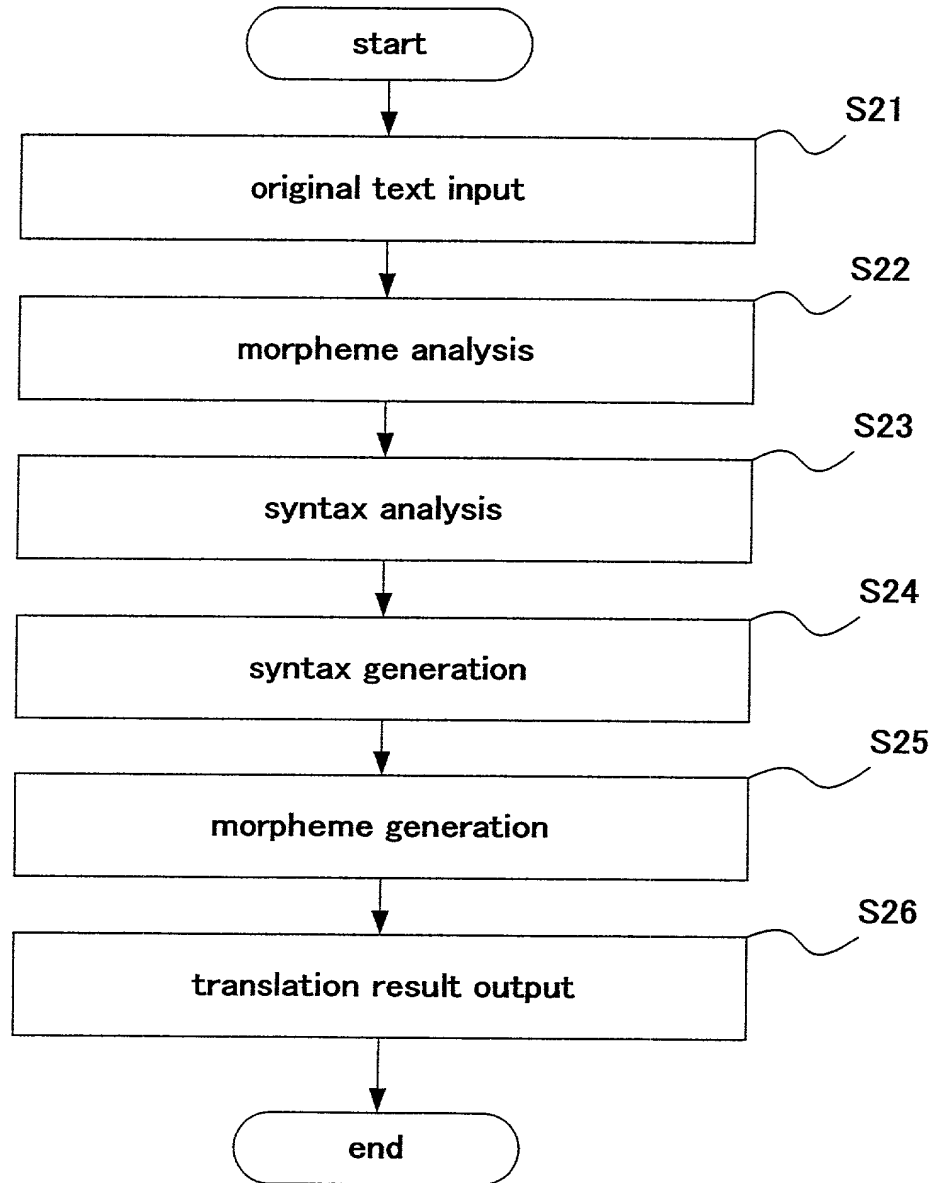 start
S21
original text input
S22
morpheme analysis
S23
syntax analysis
S24
syntax generation
S25
morpheme generation
S26
translation result output
end